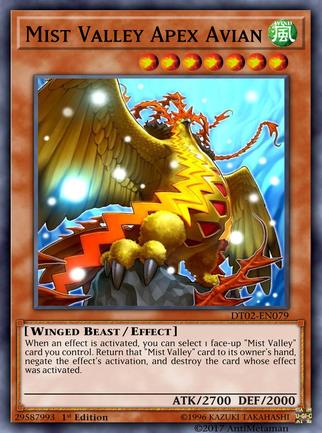 MIST VALLEY APEX AVIAN
WIND
風
DT02-EN079
[WINGED BEAST / EFFECT]
When an effect is activated, you can select 1 face-up "Mist Valley"
card you control. Return that "Mist Valley" card to its owner's hand,
negate the effect's activation, and destroy the card whose effect
was activated.
ATK/2700 DEF/2000
29587993 1st Edition ©1996 KAZUKI TAKAHASHI
©2017 AntiMetaman